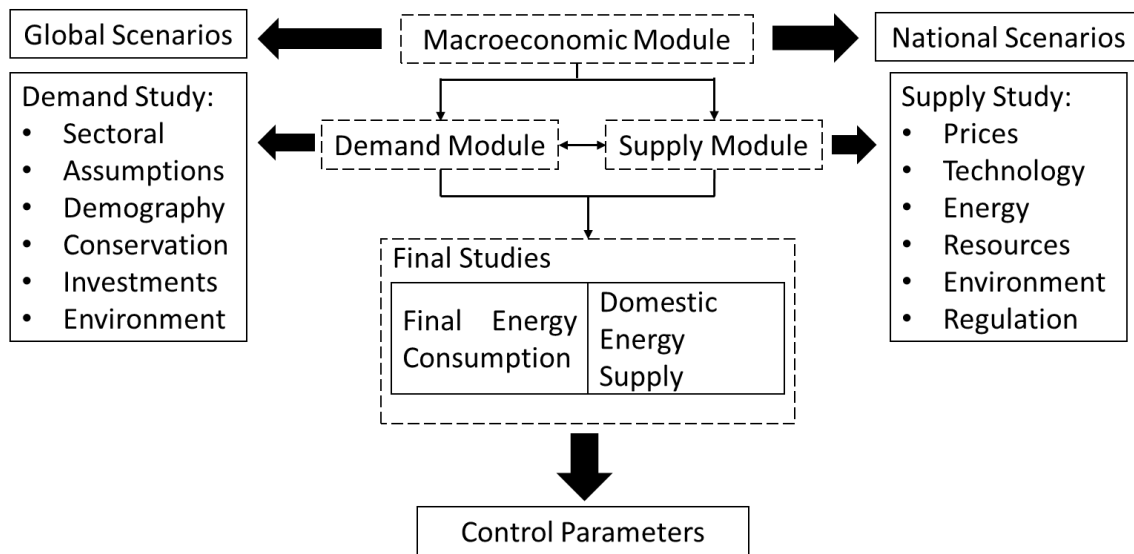 Global Scenarios
Macroeconomic Module
National Scenarios
Demand Study:
• Sectoral
• Assumptions
• Demography
• Conservation
• Investments
• Environment
Demand Module
Supply Module
Supply Study:
• Prices
• Technology
• Energy
• Resources
• Environment
• Regulation
Final Studies
Final Energy
Consumption
Domestic
Energy
Supply
Control Parameters